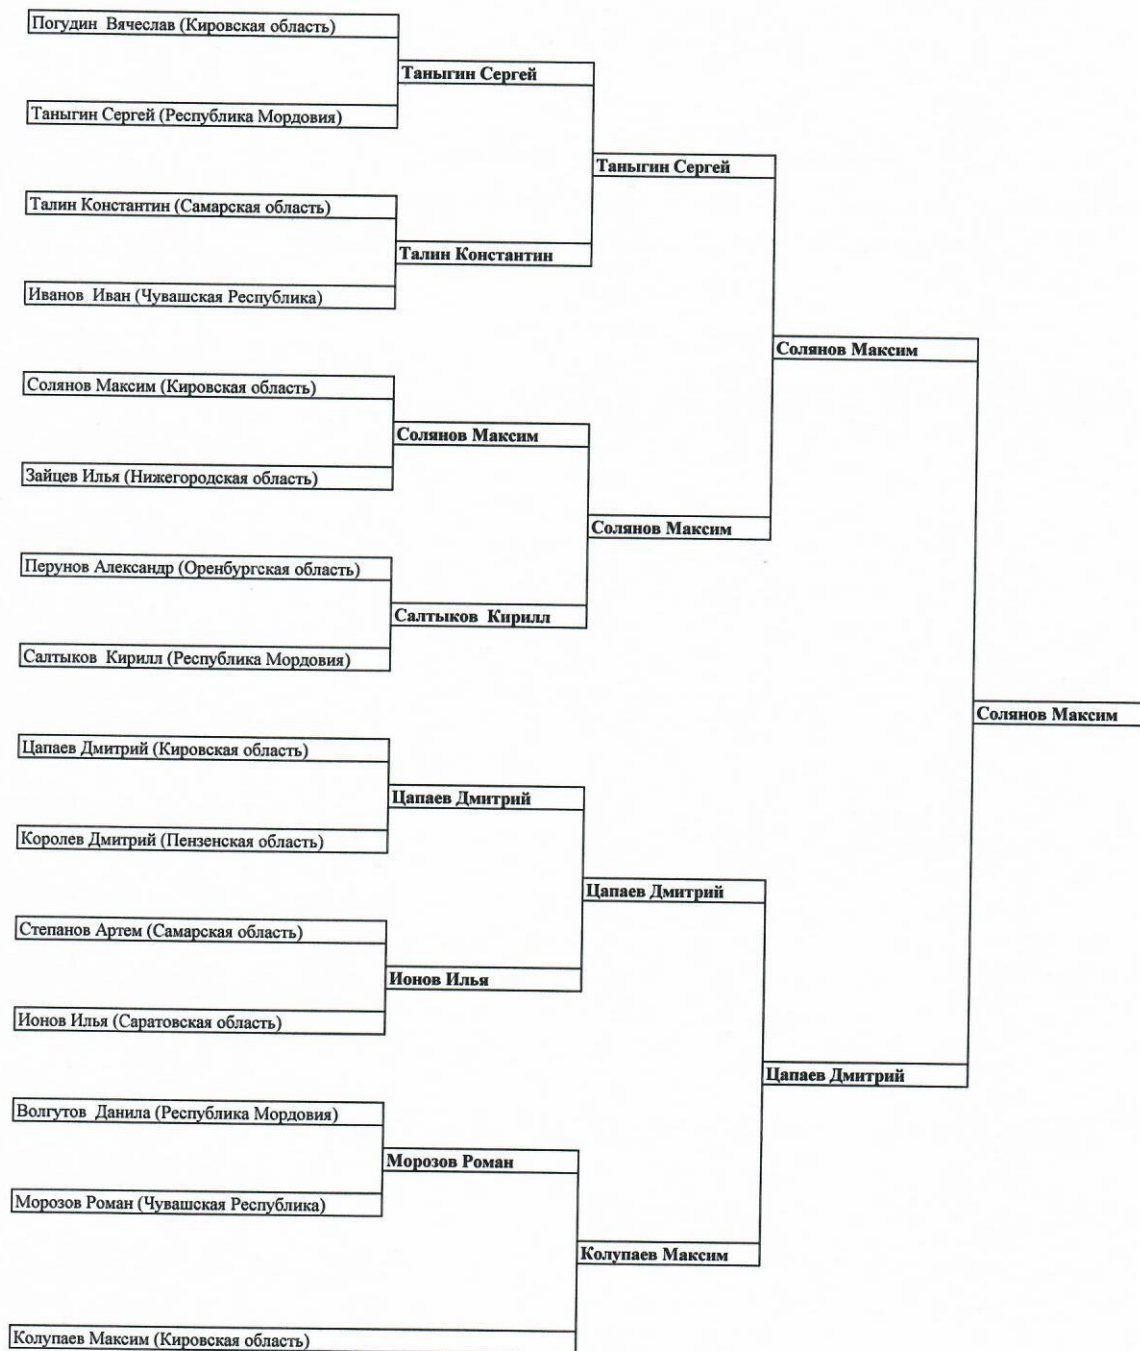 Погудин  Вячеслав (Кировская область)
Таныгин Сергей
Таныгин Сергей (Республика Мордовия)
Таныгин Сергей
Талин Константин (Самарская область)
Талин Константин
Иванов  Иван (Чувашская Республика)
Солянов Максим
Солянов Максим (Кировская область)
Солянов Максим
Зайцев Илья (Нижегородская область)
Солянов Максим
Перунов Александр (Оренбургская область)
Салтыков  Кирилл
Салтыков  Кирилл (Республика Мордовия)
Солянов Максим
Цапаев Дмитрий (Кировская область)
Цапаев Дмитрий
Королев Дмитрий (Пензенская область)
Цапаев Дмитрий
Степанов Артем (Самарская область)
Ионов Илья
Ионов Илья (Саратовская область)
Цапаев Дмитрий
Волгутов  Данила (Республика Мордовия)
Морозов Роман
Морозов Роман (Чувашская Республика)
Колупаев Максим
Колупаев Максим (Кировская область)